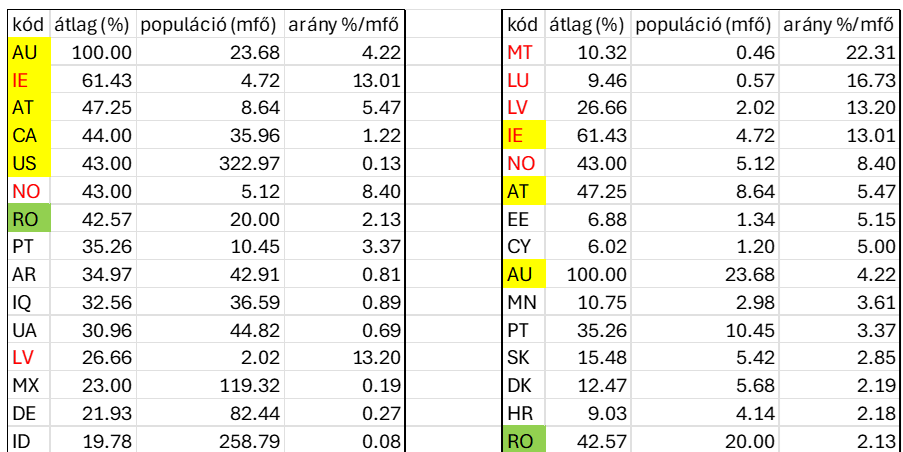 kód átlag (%) populáció (mfő) arány %/mfő kód átlag (%) populáció (mfő) arány %/mfő
AU 100.00 23.68 4.22 MT 10.32 0.46 22.31
IE 61.43 4.72 13.01 LU 9.46 0.57 16.73
AT 47.25 8.64 5.47 LV 26.66 2.02 13.20
CA 44.00 35.96 1.22 IE 61.43 4.72 13.01
US 43.00 322.97 0.13 NO 43.00 5.12 8.40
NO 43.00 5.12 8.40 AT 47.25 8.64 5.47
RO 42.57 20.00 2.13 EE 6.88 1.34 5.15
PT 35.26 10.45 3.37 CY 6.02 1.20 5.00
AR 34.97 42.91 0.81 AU 100.00 23.68 4.22
IQ 32.56 36.59 0.89 MN 10.75 2.98 3.61
UA 30.96 44.82 0.69 PT 35.26 10.45 3.37
LV 26.66 2.02 13.20 SK 15.48 5.42 2.85
MX 23.00 119.32 0.19 DK 12.47 5.68 2.19
DE 21.93 82.44 0.27 HR 9.03 4.14 2.18
ID 19.78 258.79 0.08 RO 42.57 20.00 2.13